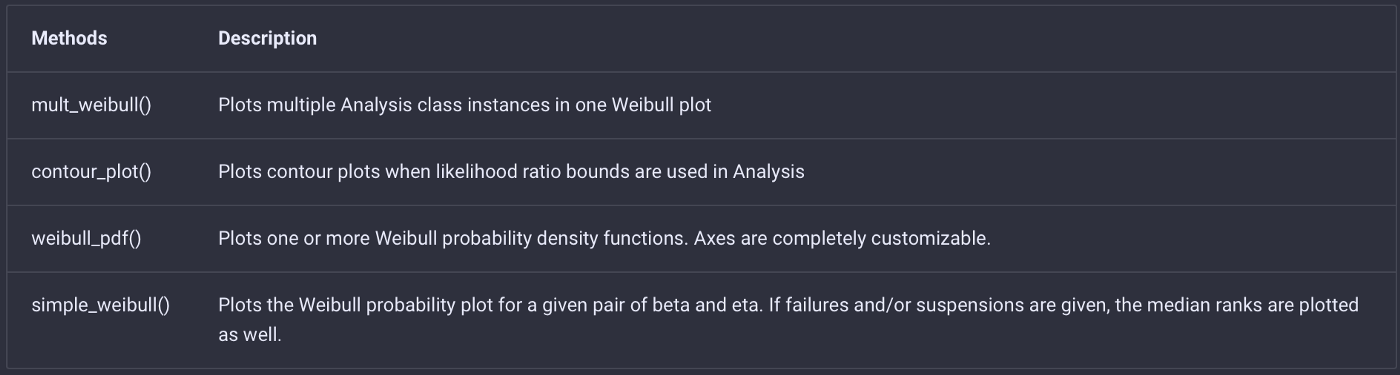 Methods Description
mult_weibull() Plots multiple Analysis class instances in one Weibull plot
contour_plot() Plots contour plots when likelihood ratio bounds are used in Analysis
weibull_pdf() Plots one or more Weibull probability density functions. Axes are completely customizable.
simple_weibull() Plots the Weibull probability plot for a given pair of beta and eta. If failures and/or suspensions are given, the median ranks are plotted
as well.